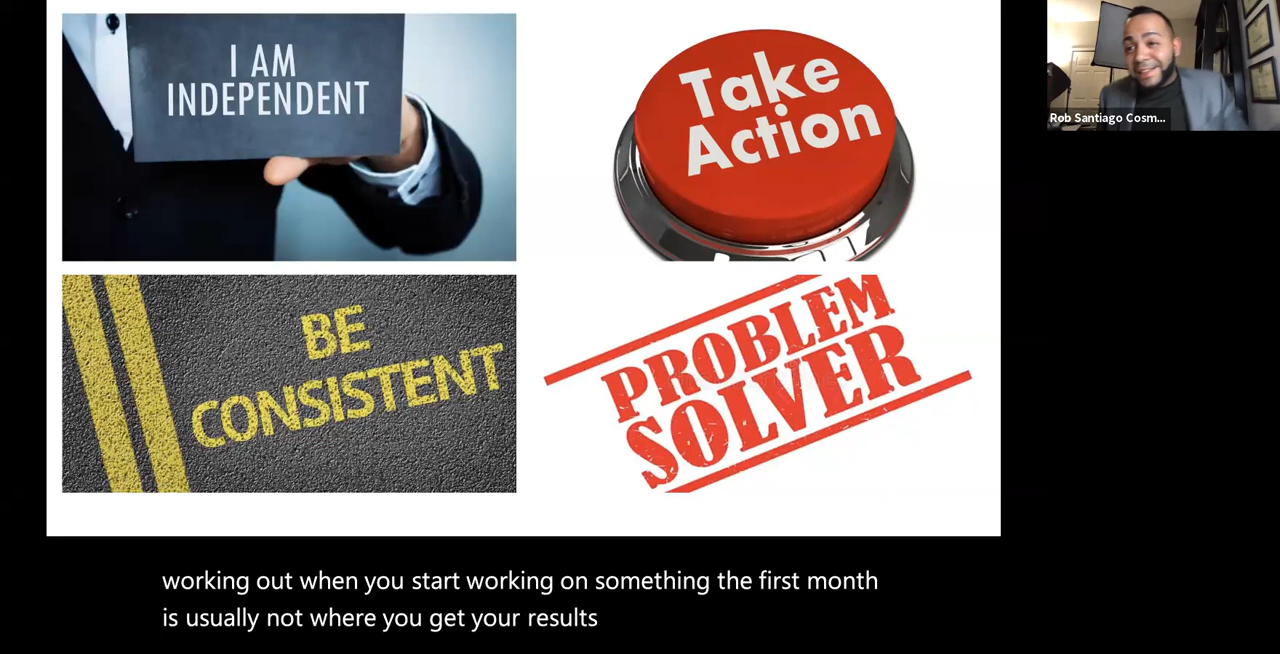 I AM
INDEPENDENT
Take
Action
Rob Santiago Cosm...
BE
CONSISTENT
PROBLEM
SOLVER
working out when you start working on something the first month
is usually not where you get your results